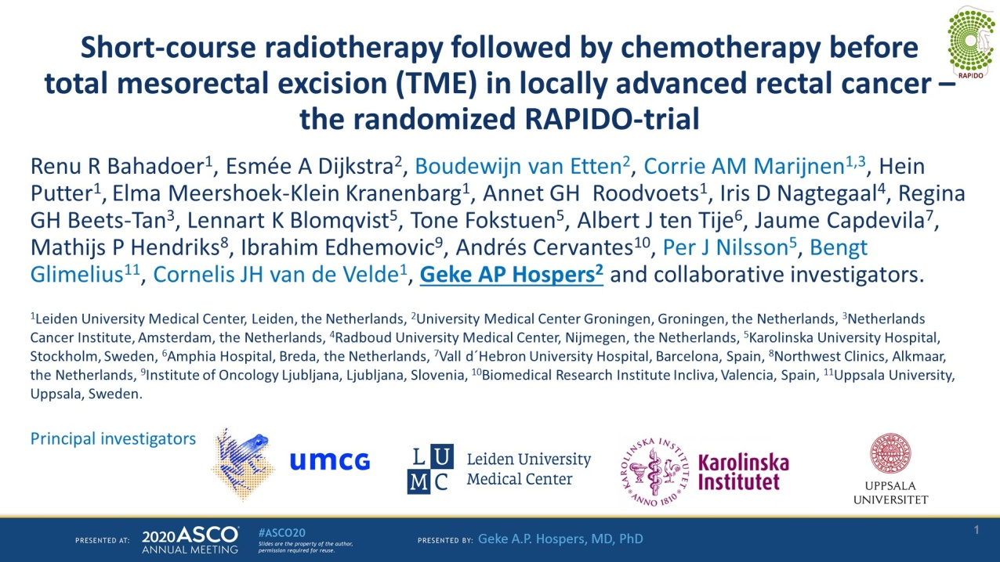 Short-course radiotherapy followed by chemotherapy before
total mesorectal excision (TME) in locally advanced rectal cancer –
the randomized RAPIDO-trial
RAPIDO
Renu R Bahadoer1, Esmée A Dijkstra2, Boudewijn van Etten2, Corrie AM Marijnen1,3, Hein
Putter1, Elma Meershoek-Klein Kranenbarg1, Annet GH Roodvoets1, Iris D Nagtegaal4, Regina
GH Beets-Tan3, Lennart K Blomqvist5, Tone Fokstuen5, Albert J ten Tije6, Jaume Capdevila7,
Mathijs P Hendriks8, Ibrahim Edhemovic9, Andrés Cervantes10, Per J Nilsson5, Bengt
Glimelius11, Cornelis JH van de Velde1, Geke AP Hospers2 and collaborative investigators.
1Leiden University Medical Center, Leiden, the Netherlands, 2University Medical Center Groningen, Groningen, the Netherlands, 3Netherlands
Cancer Institute, Amsterdam, the Netherlands, 4Radboud University Medical Center, Nijmegen, the Netherlands, 5Karolinska University Hospital,
Stockholm, Sweden, 6Amphia Hospital, Breda, the Netherlands, 7Vall d´Hebron University Hospital, Barcelona, Spain, 8Northwest Clinics, Alkmaar,
the Netherlands, 9Institute of Oncology Ljubljana, Ljubljana, Slovenia, 10Biomedical Research Institute Incliva, Valencia, Spain, 11Uppsala University,
Uppsala, Sweden.
Principal investigators
umcg
LU
MC
Leiden University
Medical Center
KAROLINSKA INSTITUTET
ANNO 1810
Karolinska
Institutet
UPPSALA
UNIVERSITET
PRESENTED AT:
2020 ASCO
ANNUAL MEETING
#ASCO20
Slides are the property of the author,
permission required for reuse.
PRESENTED BY:
Geke A.P. Hospers, MD, PhD
1